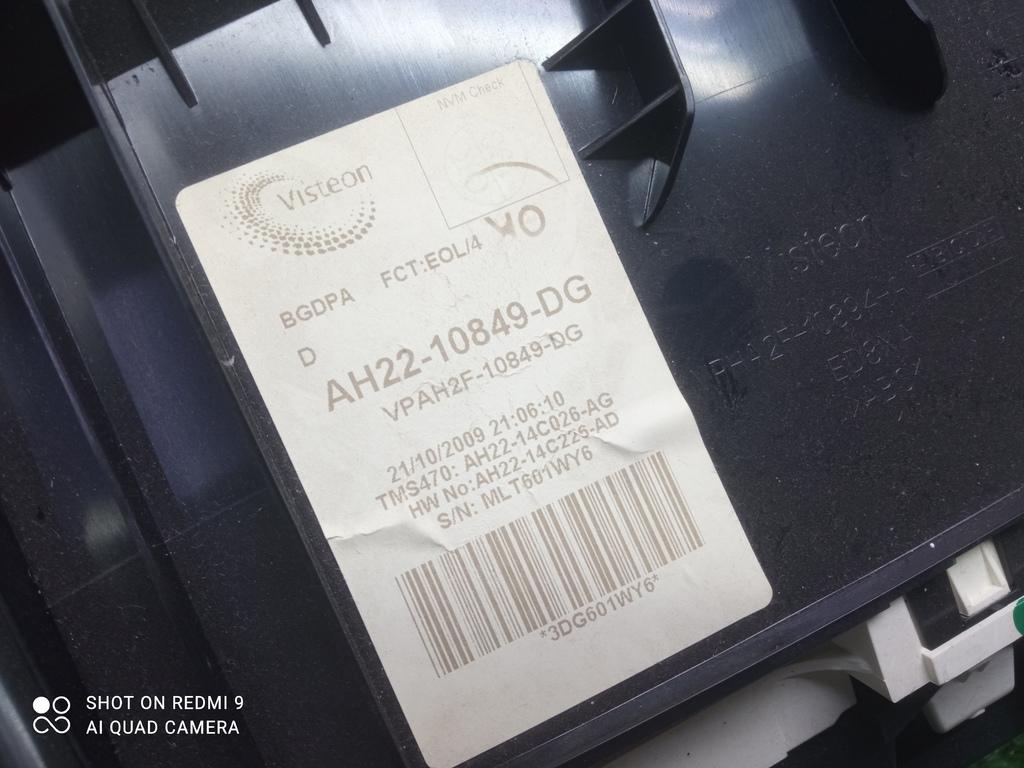 NVM Check
Visteon
FCT:EOL/4
BGDPA
D
AH22-10849-DG
VPAH2F-10849-DG
21/10/2009 21:06:10
TMS470: AH22-14C026-AG
HW No:AH22-14C226-AD
S/N: MLT601WY6
*3DG601WY6*
Visteon
SHOT ON REDMI 9
AI QUAD CAMERA